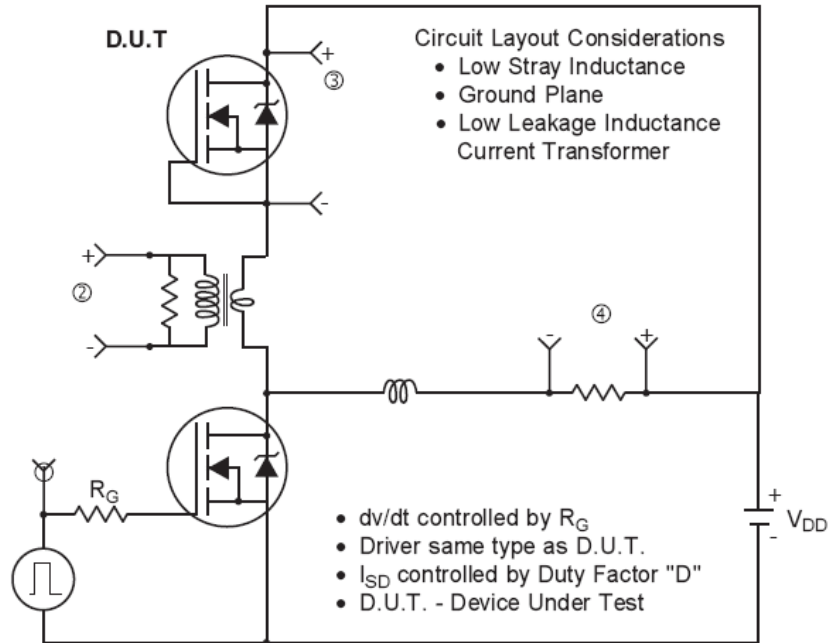 D.U.T
Circuit Layout Considerations
• Low Stray Inductance
• Ground Plane
• Low Leakage Inductance
Current Transformer
+
③
-
+
②
-
④
-
+
①
R_G
+
V_DD
-
• dv/dt controlled by R_G
• Driver same type as D.U.T.
• I_SD controlled by Duty Factor "D"
• D.U.T. - Device Under Test